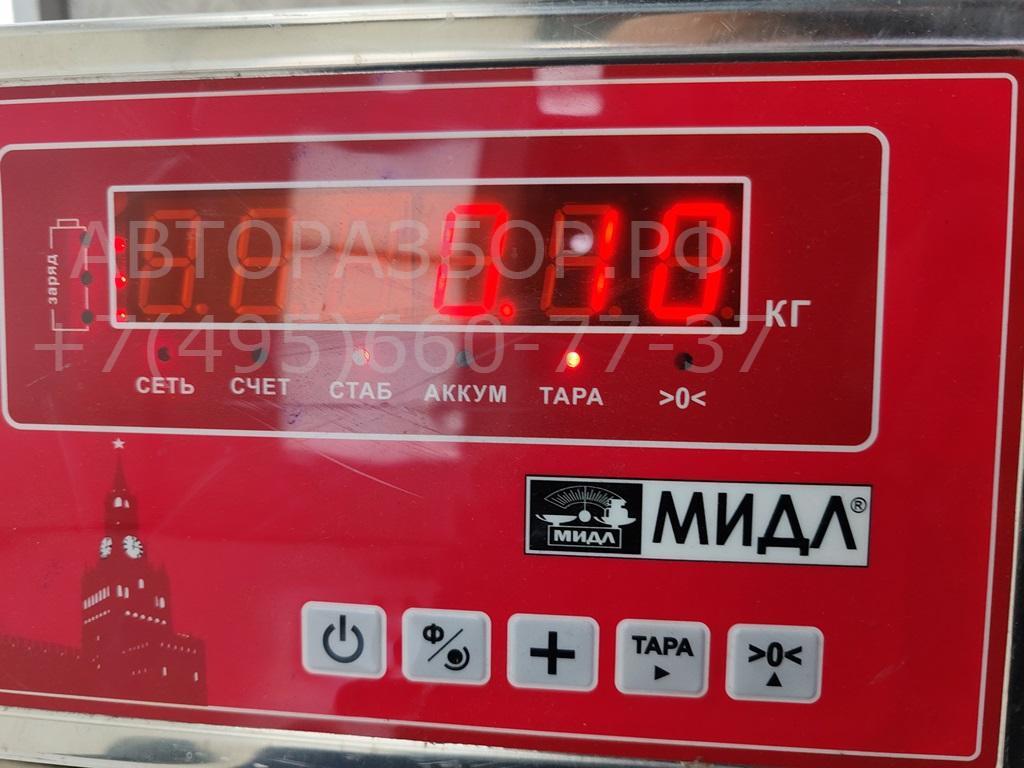 АВТОРАЗБОР.РФ
0.10
заряд
КГ
+7(495)660-77-37
СЕТЬ СЧЕТ СТАБ АККУМ ТАРА >0<
МИДЛ МИДЛ®
Ф ТАРА >0<